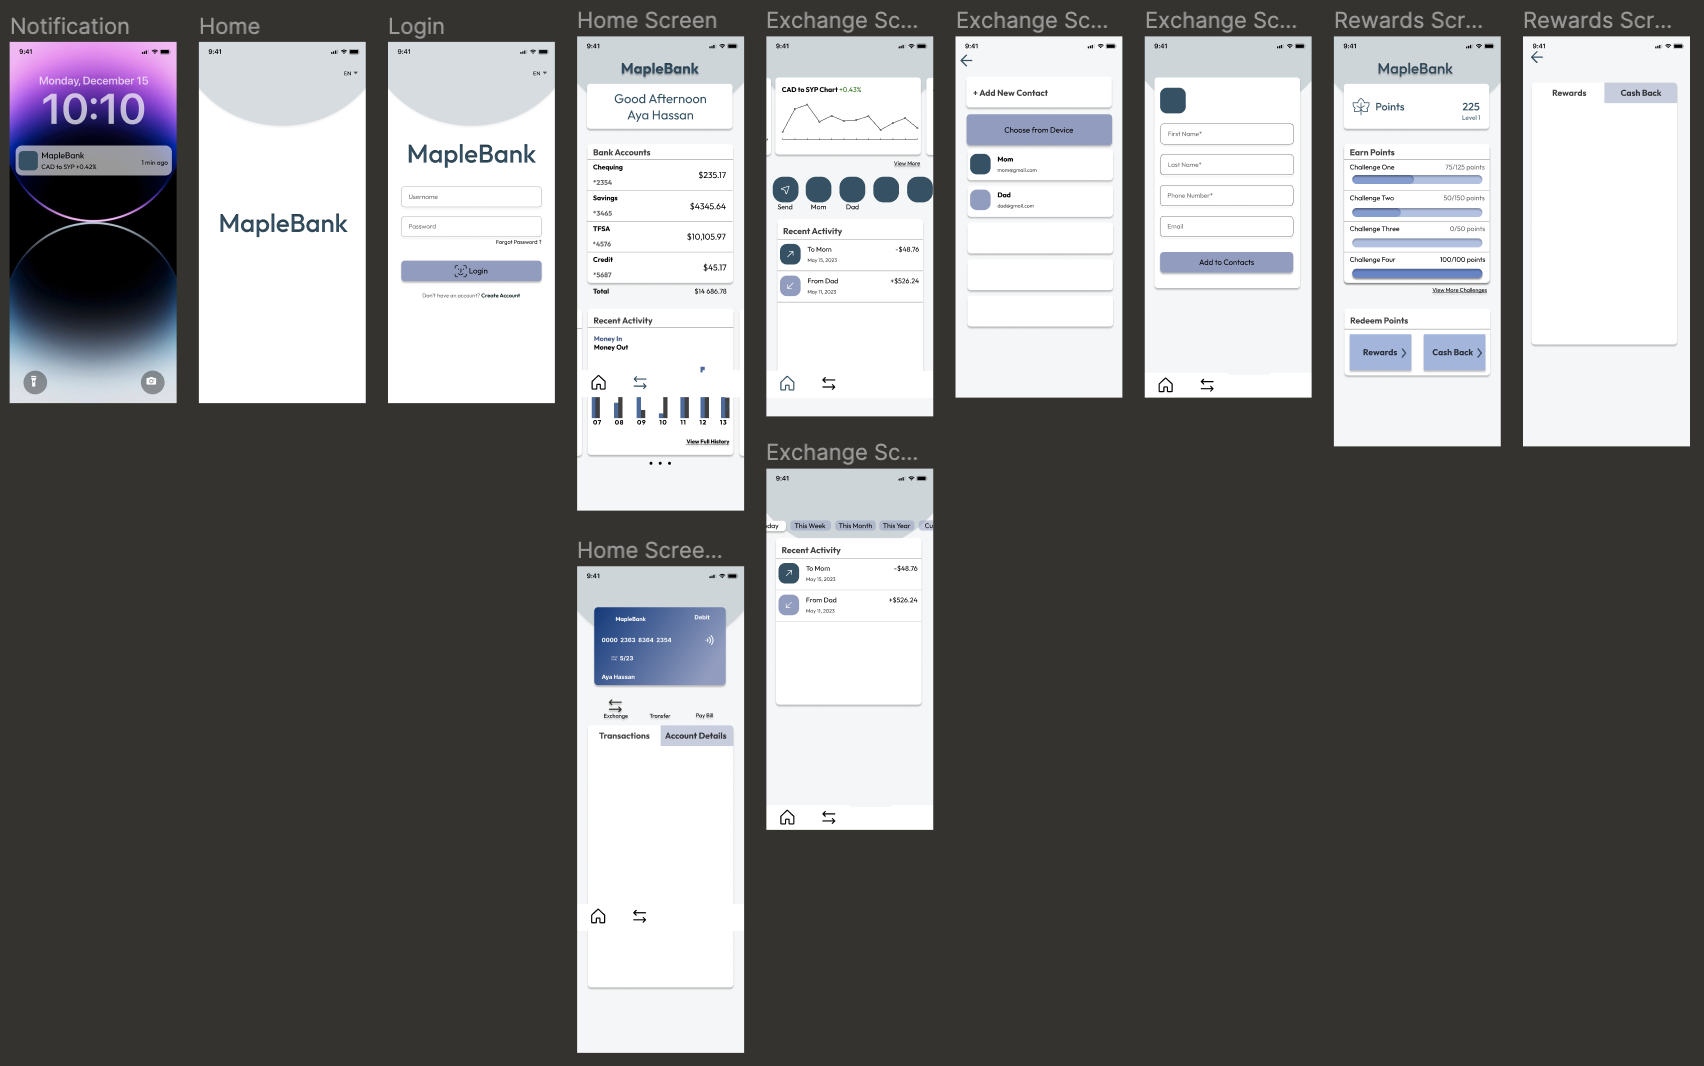 Notification
9:41
Monday, December 15
10:10
MapleBank
CAD to SYP +0.42%
1 min ago
Home
9:41
EN
MapleBank
Login
9:41
EN
MapleBank
Username
Password
Forgot Password ?
Login
Don't have an account? Create Account
Home Screen
9:41
MapleBank
Good Afternoon
Aya Hassan
Bank Accounts
Chequing
*2354
$235.17
Savings
*3465
$4345.64
TFSA
*4576
$10,105.97
Credit
*5687
$45.17
Total
$14 686.78
Recent Activity
Money In
Money Out
07 08 09 10 11 12 13
View Full History
Home Scree...
9:41
MapleBank
Debit
0000 2363 8364 2354
5/23
Aya Hassan
Exchange
Transfer
Pay Bill
Transactions
Account Details
Exchange Sc...
9:41
CAD to SYP Chart +0.43%
View More
Send
Mom
Dad
Recent Activity
To Mom
May 15, 2023
-$48.76
From Dad
May 11, 2023
+$526.24
Exchange Sc...
9:41
day
This Week
This Month
This Year
Cu
Recent Activity
To Mom
May 15, 2023
-$48.76
From Dad
May 11, 2023
+$526.24
Exchange Sc...
9:41
+ Add New Contact
Choose from Device
Mom
mom@gmail.com
Dad
dad@gmail.com
Exchange Sc...
9:41
First Name*
Last Name*
Phone Number*
Email
Add to Contacts
Rewards Scr...
9:41
MapleBank
Points
225
Level 1
Earn Points
Challenge One
75/125 points
Challenge Two
50/150 points
Challenge Three
0/50 points
Challenge Four
100/100 points
View More Challenges
Redeem Points
Rewards
Cash Back
Rewards Scr...
9:41
Rewards
Cash Back